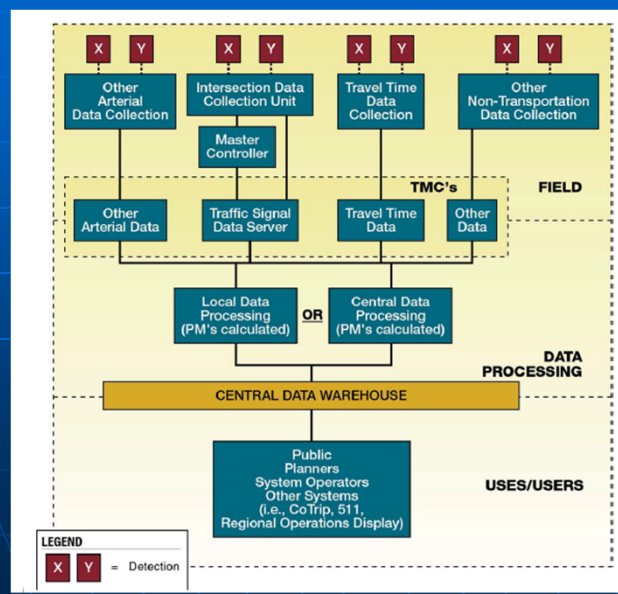 X Y X Y X Y X Y
Other
Arterial
Data Collection
Intersection Data
Collection Unit
Travel Time
Data
Collection
Other
Non-Transportation
Data Collection
Master
Controller
TMC's
FIELD
Other
Arterial Data
Traffic Signal
Data Server
Travel Time
Data
Other
Data
Local Data
Processing
(PM's calculated)
OR
Central Data
Processing
(PM's calculated)
DATA
PROCESSING
CENTRAL DATA WAREHOUSE
Public
Planners
System Operators
Other Systems
(i.e., CoTrip, 511,
Regional Operations Display)
USES/USERS
LEGEND
X Y = Detection